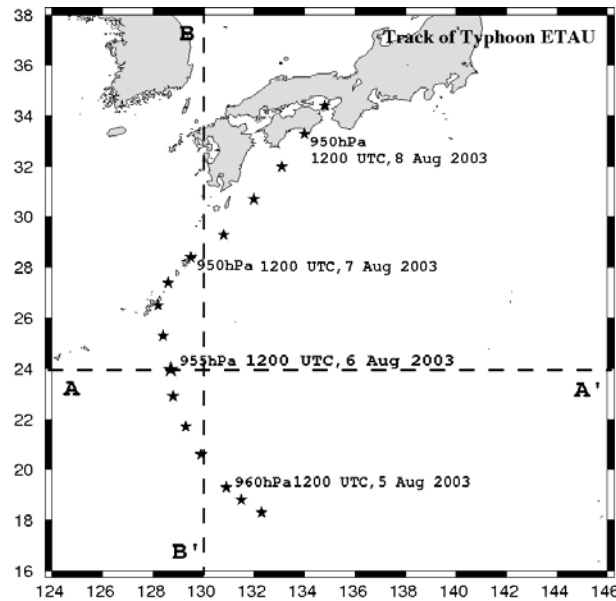 38
36
34
32
30
28
26
24
22
20
18
16
B
Track of Typhoon ETAU
950hPa
1200 UTC, 8 Aug 2003
950hPa 1200 UTC, 7 Aug 2003
955hPa 1200 UTC, 6 Aug 2003
A A'
960hPa1200 UTC, 5 Aug 2003
B'
124 126 128 130 132 134 136 138 140 142 144 146